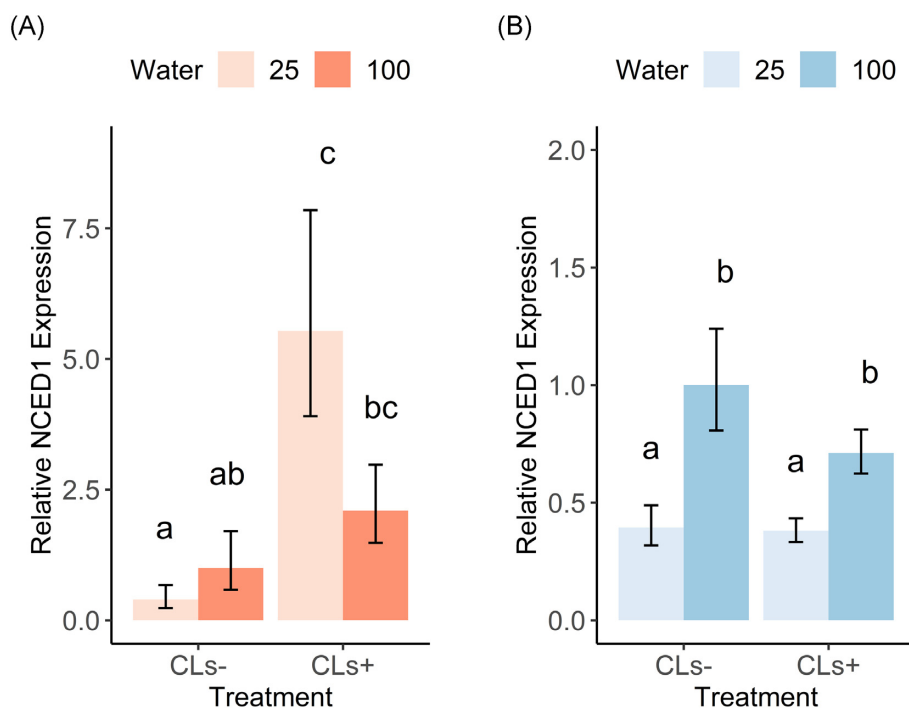 (A)
Water 25 100
Relative NCED1 Expression
7.5
5.0
2.5
0.0
a
ab
c
bc
CLs- CLs+
Treatment
(B)
Water 25 100
Relative NCED1 Expression
2.0
1.5
1.0
0.5
0.0
a
b
a
b
CLs- CLs+
Treatment